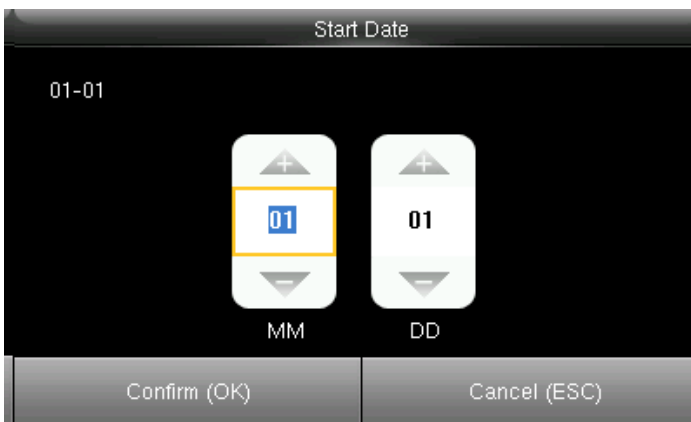 Start Date
01-01
+ +
01 01
− −
MM DD
Confirm (OK) Cancel (ESC)